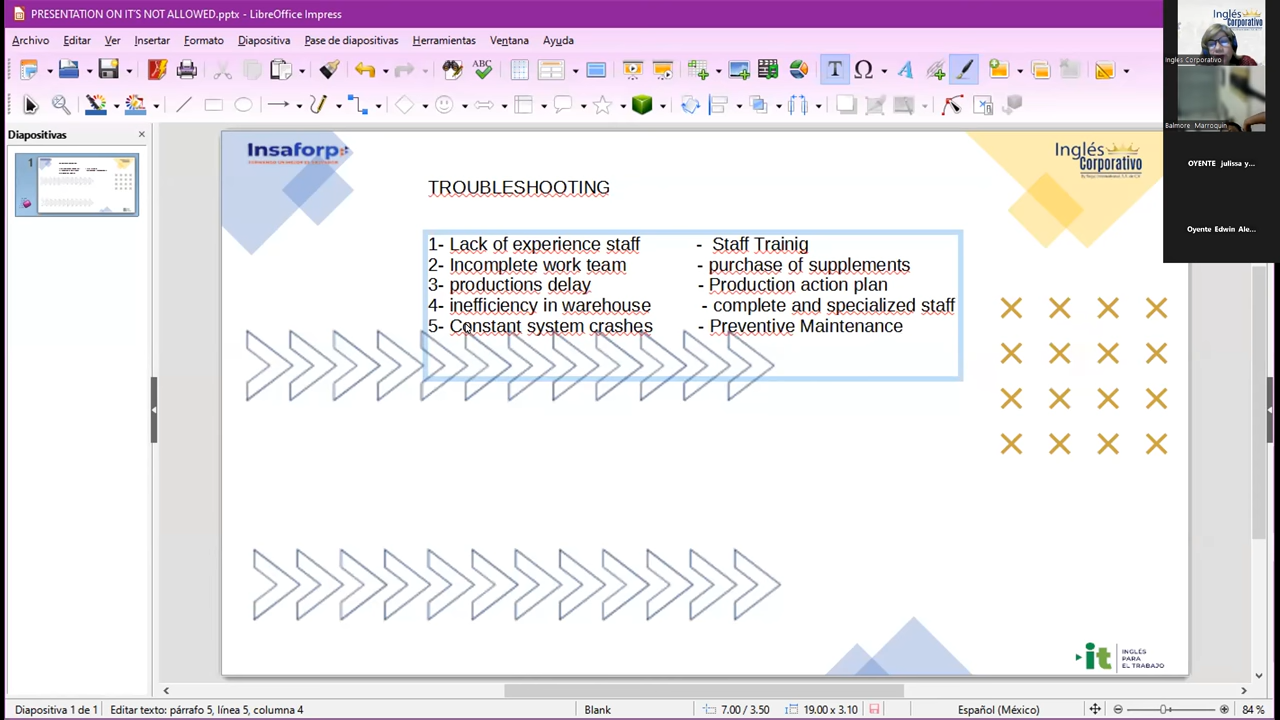 PRESENTATION ON IT'S NOT ALLOWED.pptx - LibreOffice Impress
Archivo Editar Ver Insertar Formato Diapositiva Pase de diapositivas Herramientas Ventana Ayuda
Diapositivas
1
Insaforp
Inglés
Corporativo
TROUBLESHOOTING
1- Lack of experience staff - Staff Trainig
2- Incomplete work team - purchase of supplements
3- productions delay - Production action plan
4- inefficiency in warehouse - complete and specialized staff
5- Constant system crashes - Preventive Maintenance
it INGLÉS
PARA
EL TRABAJO
Inglés
Corporativo
Inglés Corporativo
Balmore Marroquin
OYENTE julissa y...
Oyente Edwin Ale...
Diapositiva 1 de 1 Editar texto: párrafo 5, línea 5, columna 4 Blank 7.00 / 3.50 19.00 x 3.10 Español (México) 84 %